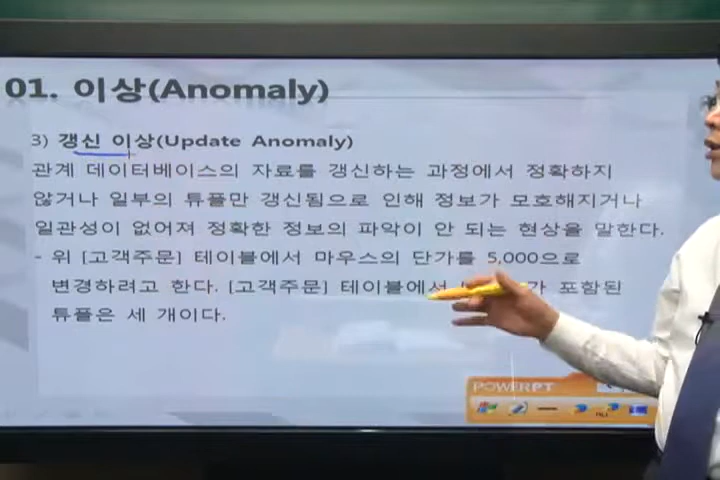 01. 이상(Anomaly)
3) 갱신 이상(Update Anomaly)
관계 데이터베이스의 자료를 갱신하는 과정에서 정확하지
않거나 일부의 튜플만 갱신됨으로 인해 정보가 모호해지거나
일관성이 없어져 정확한 정보의 파악이 안 되는 현상을 말한다.
- 위 [고객주문] 테이블에서 마우스의 단가를 5,000으로
변경하려고 한다. [고객주문] 테이블에서 가 포함된
튜플은 세 개이다.
POWERPT